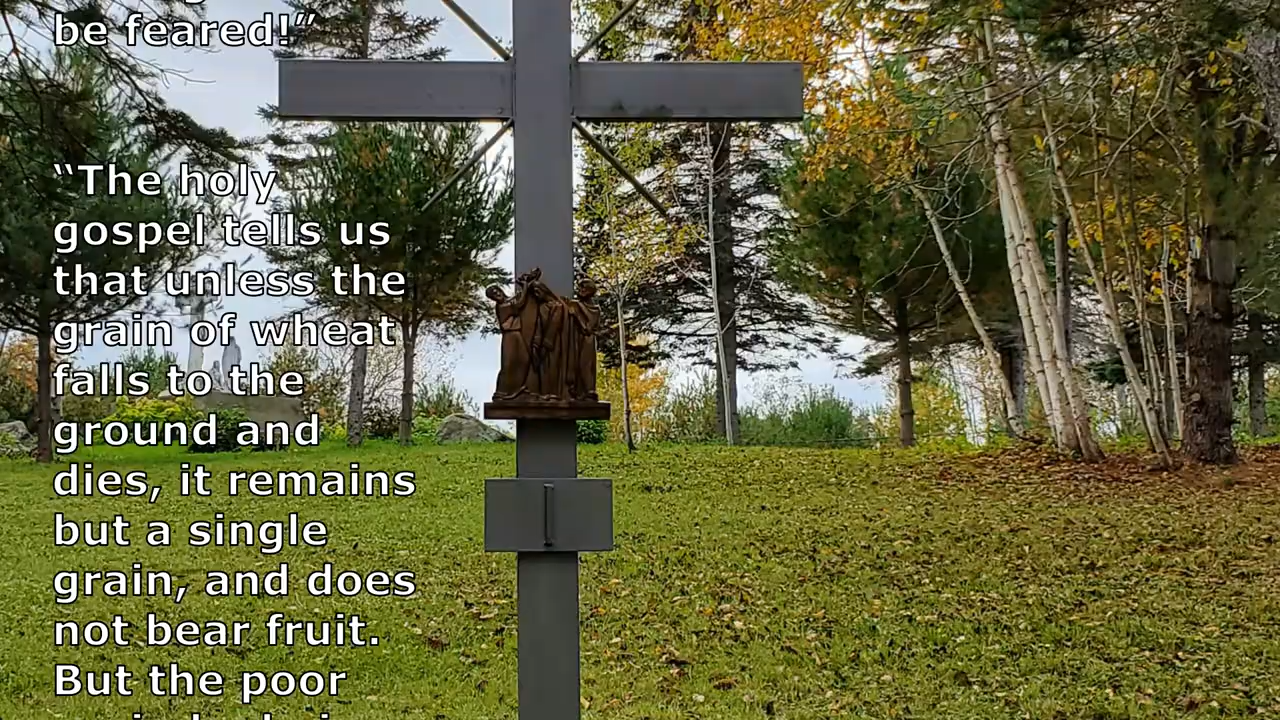 be feared!”
“The holy
gospel tells us
that unless the
grain of wheat
falls to the
ground and
dies, it remains
but a single
grain, and does
not bear fruit.
But the poor
I